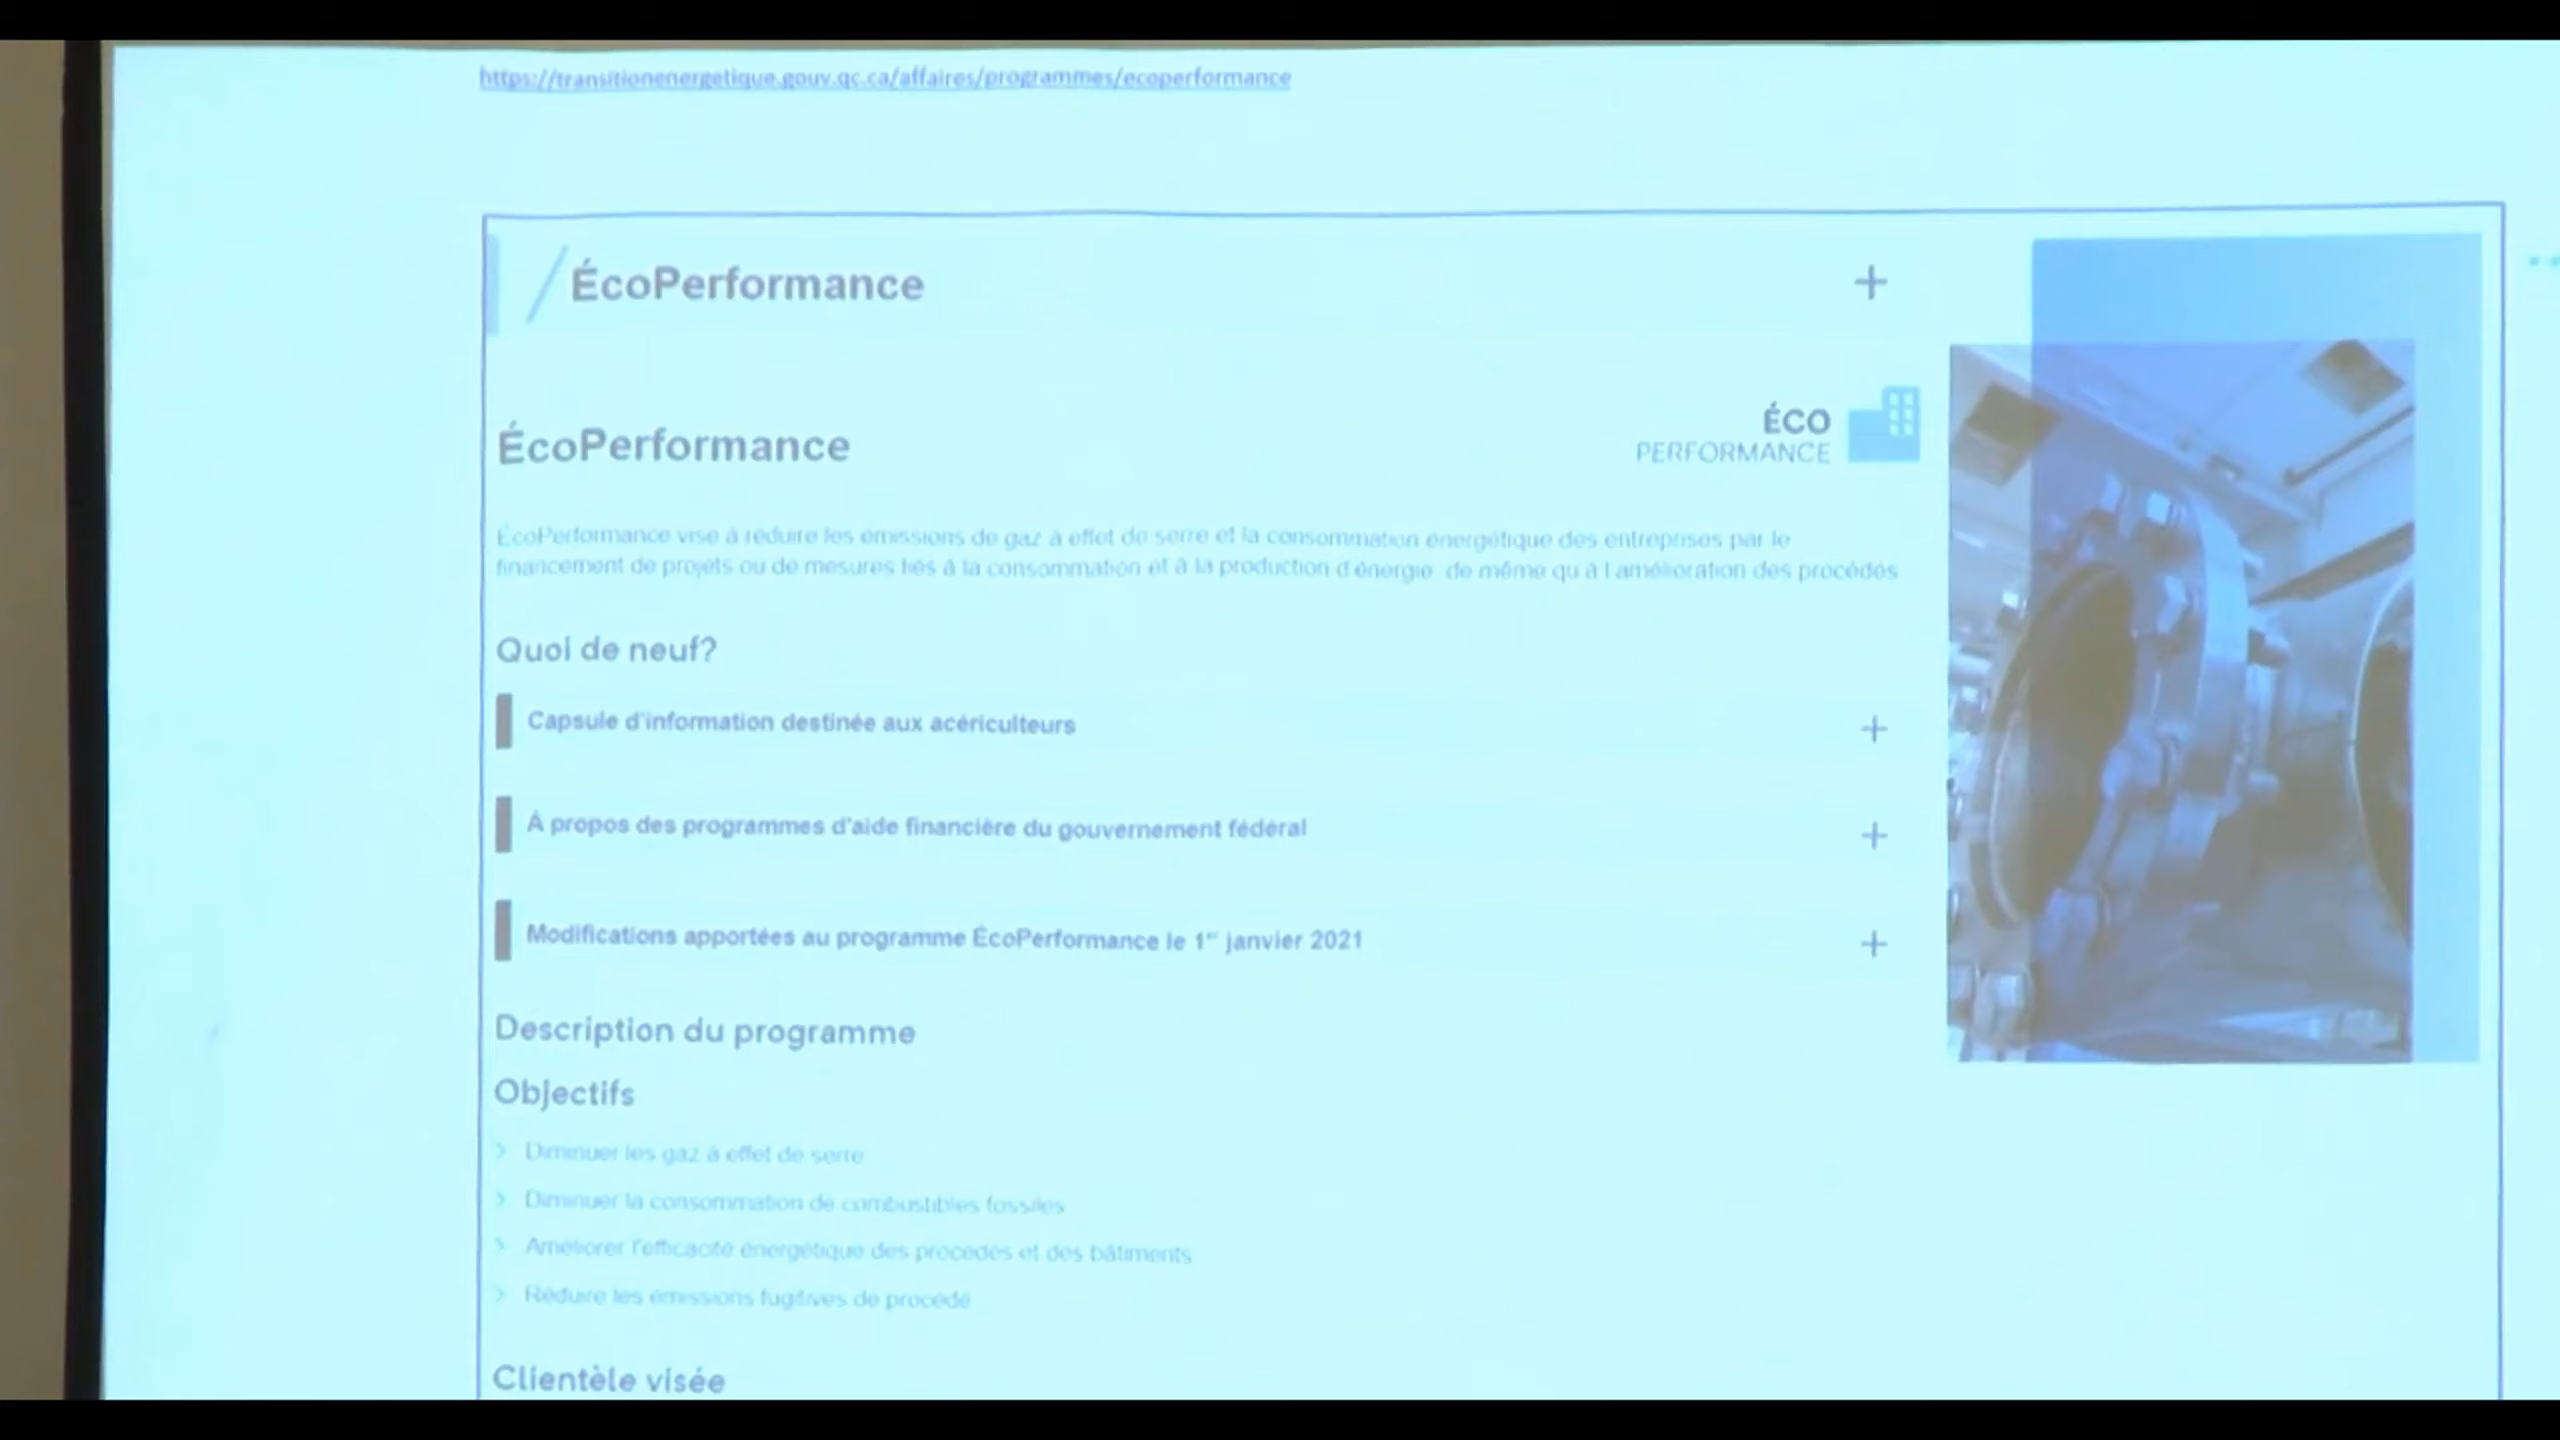 https://transitionenergetique.gouv.qc.ca/affaires/programmes/ecoperformance
ÉcoPerformance
ÉCO
PERFORMANCE
ÉcoPerformance
ÉcoPerformance vise à réduire les émissions de gaz à effet de serre et la consommation énergétique des entreprises par le
financement de projets ou de mesures liés à la consommation et à la production d'énergie, de même qu'à l'amélioration des procédés
Quoi de neuf?
Capsule d'information destinée aux acériculteurs
À propos des programmes d'aide financière du gouvernement fédéral
Modifications apportées au programme ÉcoPerformance le 1er janvier 2021
Description du programme
Objectifs
Diminuer les gaz à effet de serre
Diminuer la consommation de combustibles fossiles
Améliorer l'efficacité énergétique des procédés et des bâtiments
Réduire les émissions fugitives de procédé
Clientèle visée